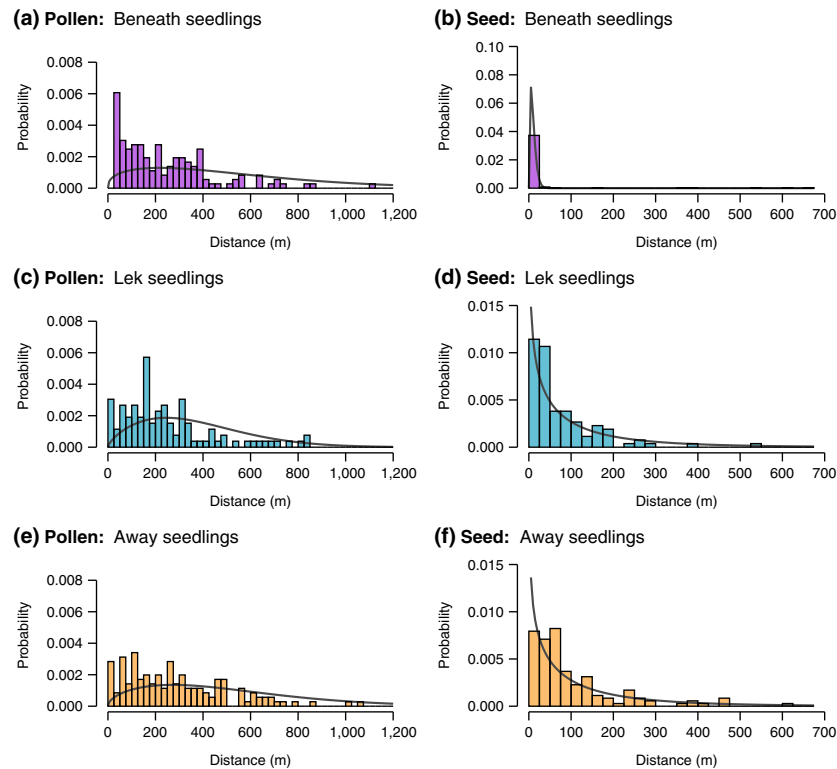 (a) Pollen: Beneath seedlings
0.008
0.006
0.004
0.002
0.000
Probability
0 200 400 600 800 1,000 1,200
Distance (m)
(b) Seed: Beneath seedlings
0.10
0.08
0.06
0.04
0.02
0.00
Probability
0 100 200 300 400 500 600 700
Distance (m)
(c) Pollen: Lek seedlings
0.008
0.006
0.004
0.002
0.000
Probability
0 200 400 600 800 1,000 1,200
Distance (m)
(d) Seed: Lek seedlings
0.015
0.010
0.005
0.000
Probability
0 100 200 300 400 500 600 700
Distance (m)
(e) Pollen: Away seedlings
0.008
0.006
0.004
0.002
0.000
Probability
0 200 400 600 800 1,000 1,200
Distance (m)
(f) Seed: Away seedlings
0.015
0.010
0.005
0.000
Probability
0 100 200 300 400 500 600 700
Distance (m)